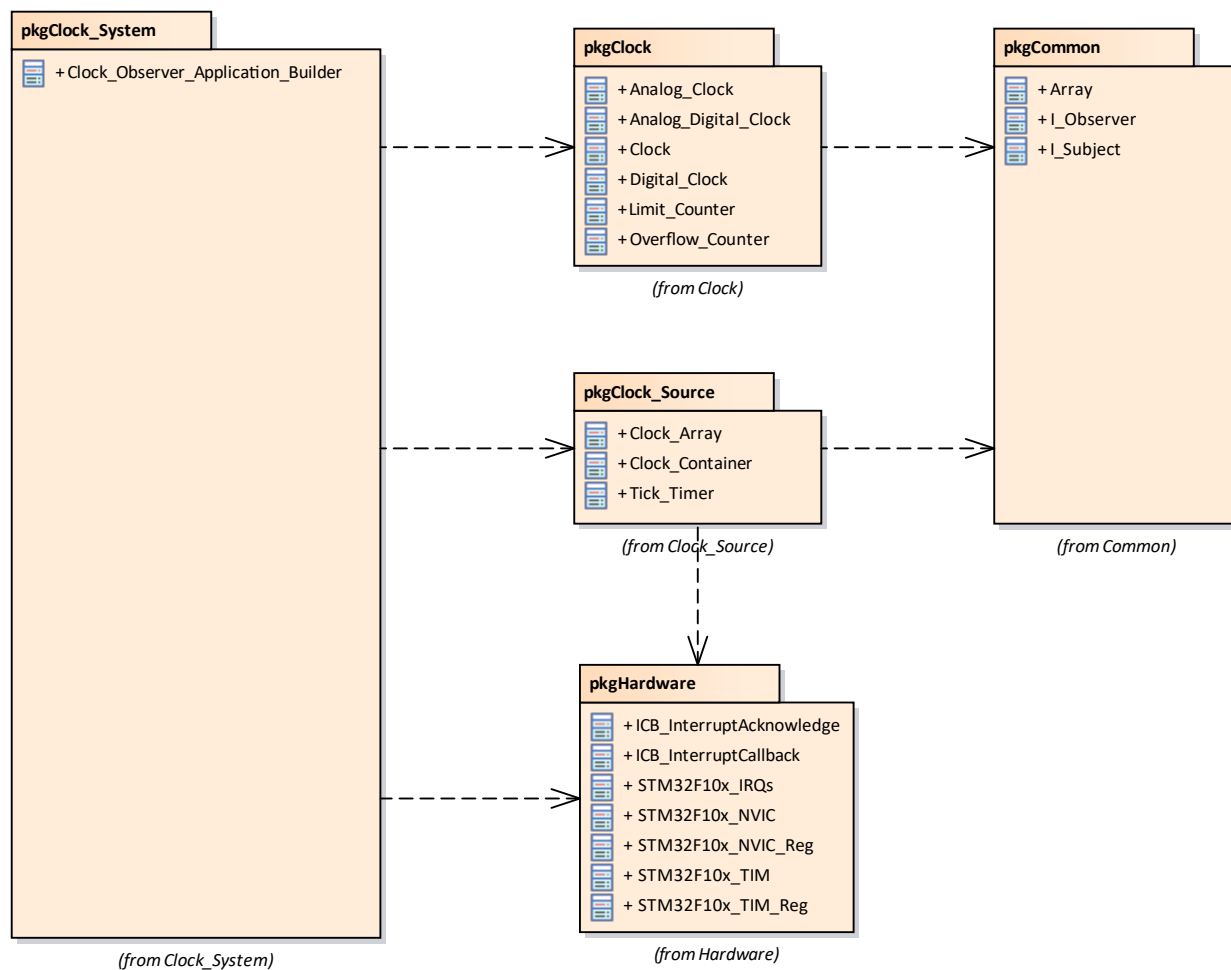 pkgClock_System
+Clock_Observer_Application_Builder
(from Clock_System)
pkgClock
+Analog_Clock
+Analog_Digital_Clock
+Clock
+Digital_Clock
+Limit_Counter
+Overflow_Counter
(from Clock)
pkgCommon
+Array
+I_Observer
+I_Subject
(from Common)
pkgClock_Source
+Clock_Array
+Clock_Container
+Tick_Timer
(from Clock_Source)
pkgHardware
+ICB_InterruptAcknowledge
+ICB_InterruptCallback
+ STM32F10x_IRQs
+ STM32F10x_NVIC
+ STM32F10x_NVIC_Reg
+ STM32F10x_TIM
+ STM32F10x_TIM_Reg
(from Hardware)